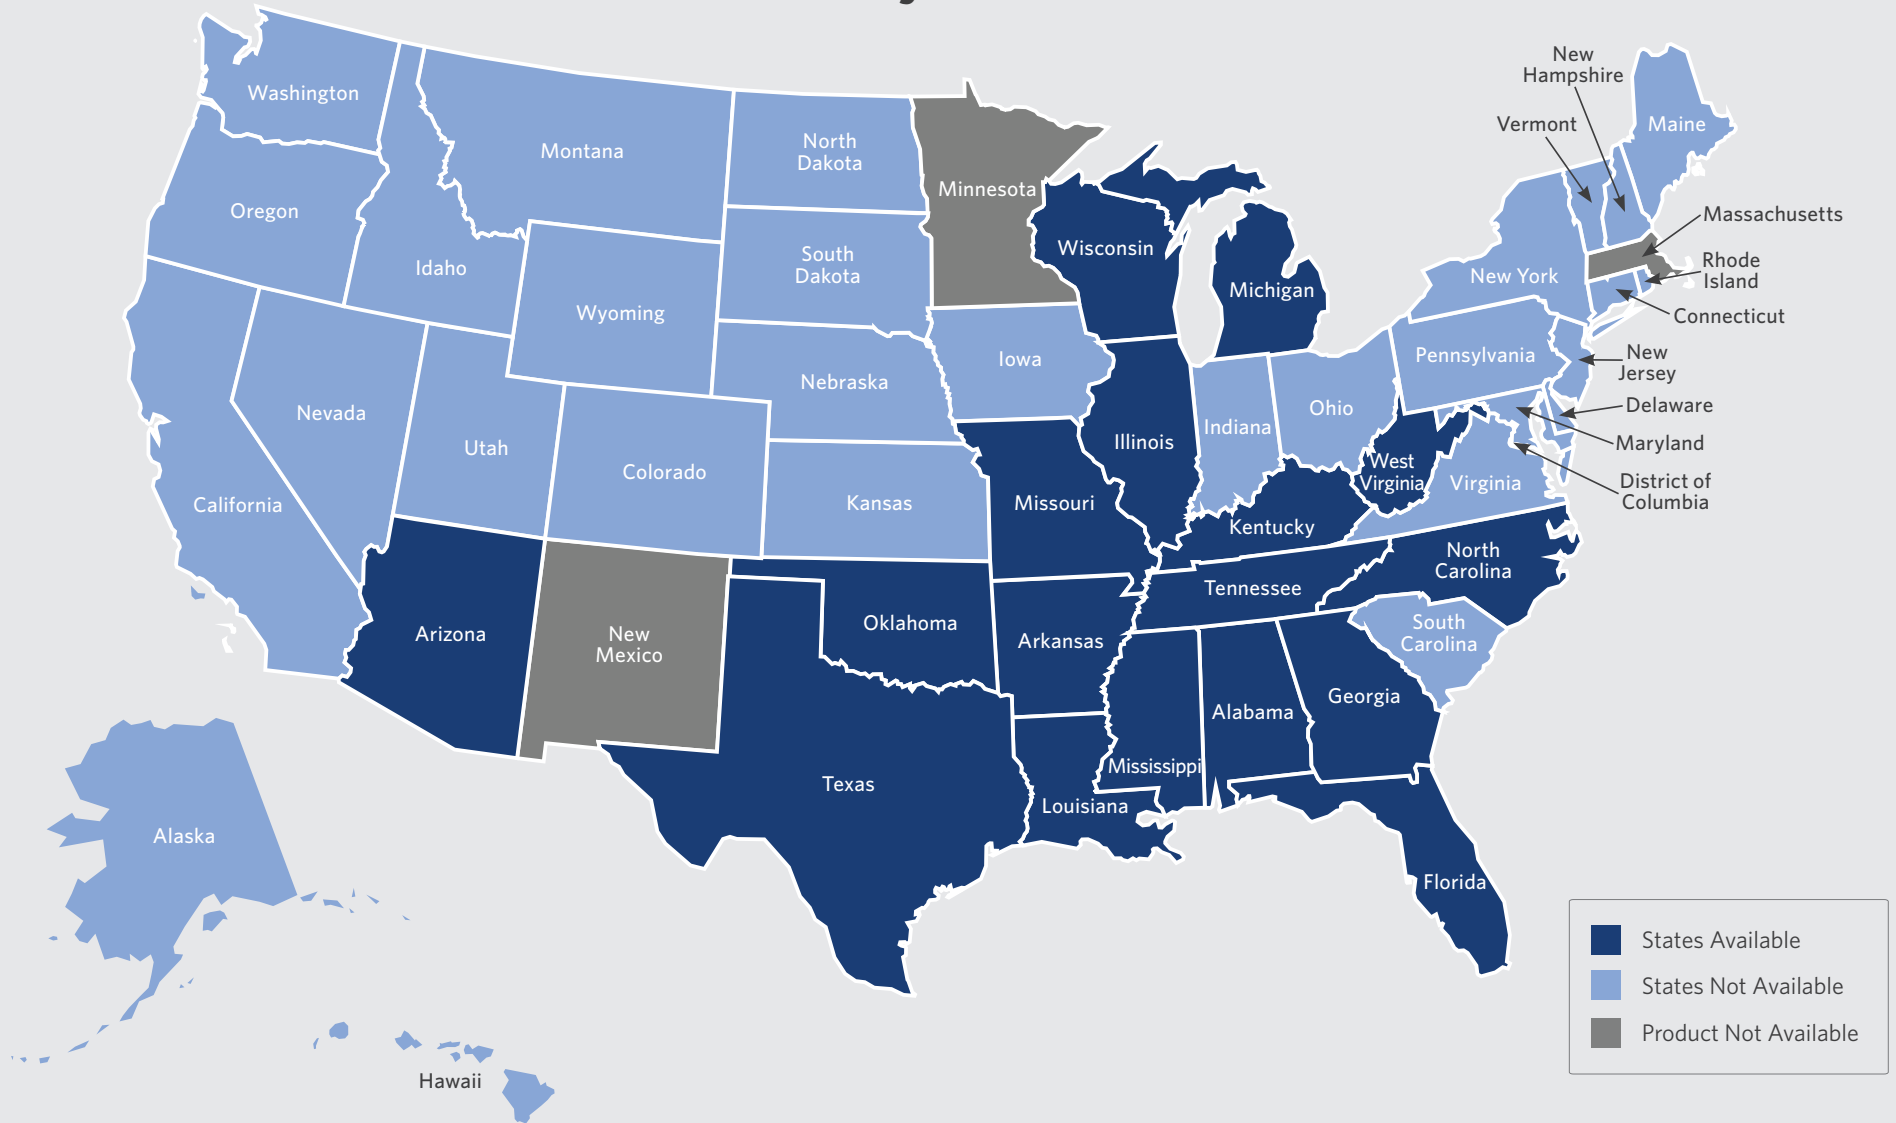 Washington
Montana
North
Dakota
Minnesota
Oregon
Idaho
Wyoming
South
Dakota
Wisconsin
Michigan
New
Hampshire
Vermont
Maine
Massachusetts
New York
Rhode
Island
Connecticut
Pennsylvania
New
Jersey
Delaware
Maryland
District of
Columbia
Nevada
Utah
Colorado
Nebraska
Iowa
Illinois
Indiana
Ohio
West
Virginia
Virginia
California
Kansas
Missouri
Kentucky
North
Carolina
Tennessee
South
Carolina
Arizona
New
Mexico
Oklahoma
Arkansas
Texas
Louisiana
Mississippi
Alabama
Georgia
Florida
Alaska
Hawaii
States Available
States Not Available
Product Not Available